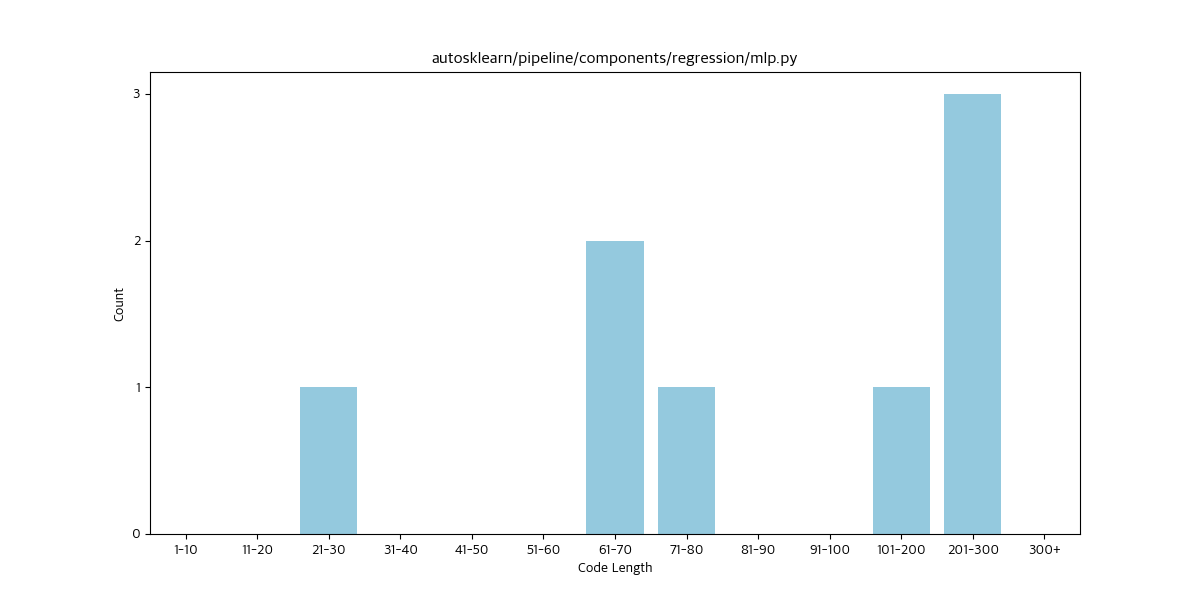 autosklearn/pipeline/components/regression/mlp.py
3
2
1
0
Count
1-10 11-20 21-30 31-40 41-50 51-60 61-70 71-80 81-90 91-100 101-200 201-300 300+
Code Length